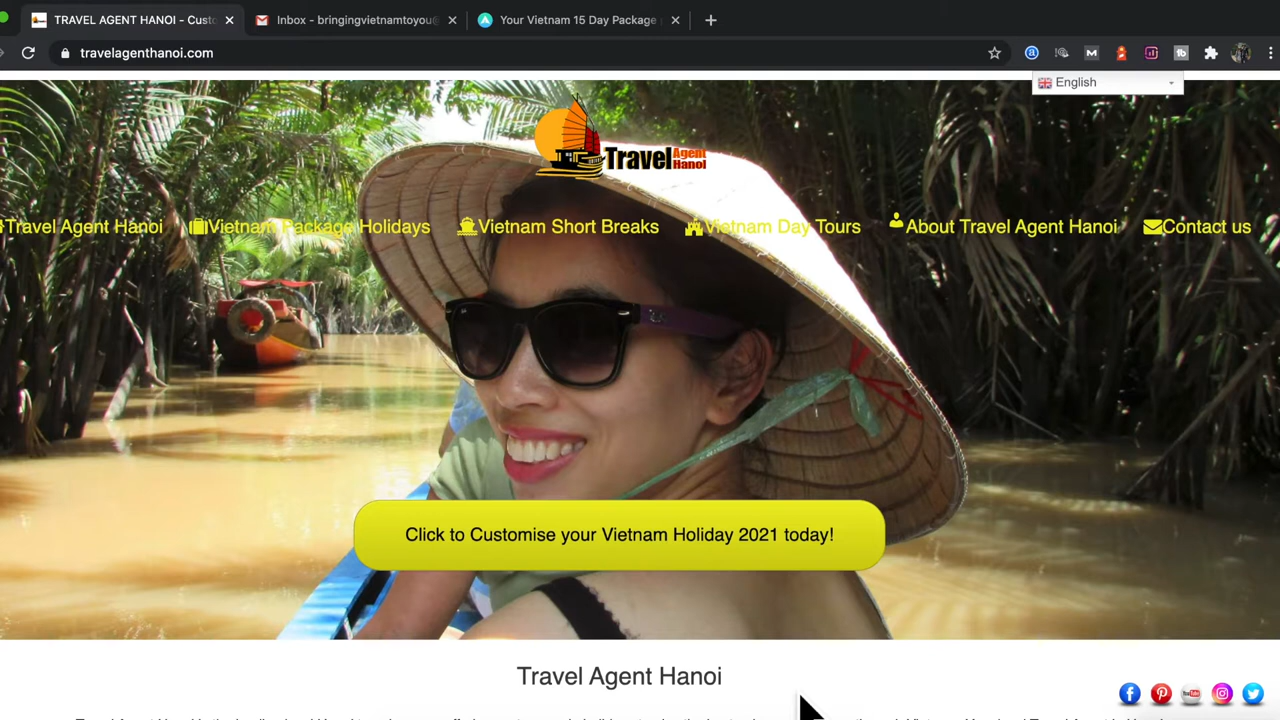 TRAVEL AGENT HANOI - Custo
Inbox - bringingvietnamtoyou@
Your Vietnam 15 Day Package
travelagenthanoi.com
English
Travel Agent Hanoi
Travel Agent Hanoi
Vietnam Package Holidays
Vietnam Short Breaks
Vietnam Day Tours
About Travel Agent Hanoi
Contact us
Click to Customise your Vietnam Holiday 2021 today!
Travel Agent Hanoi